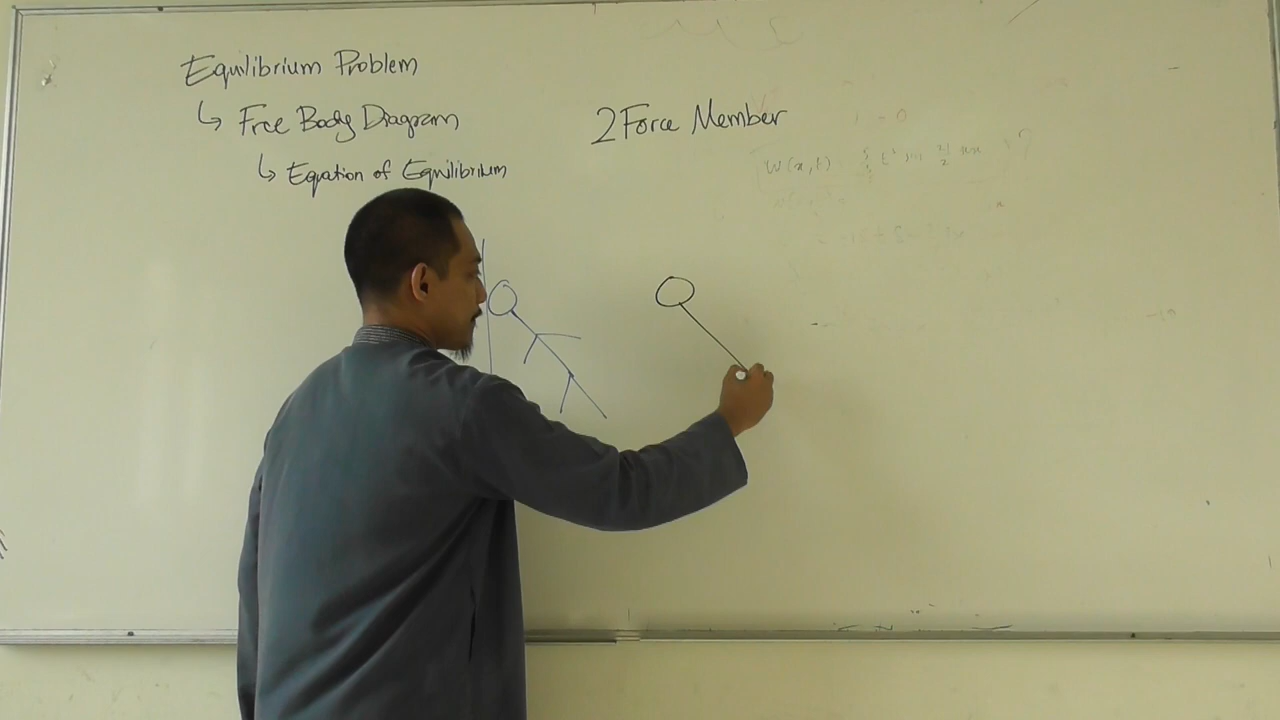 Equilibrium Problem
↳ Free Body Diagram
↳ Equation of Equilibrium
2 Force Member
W(x,t)